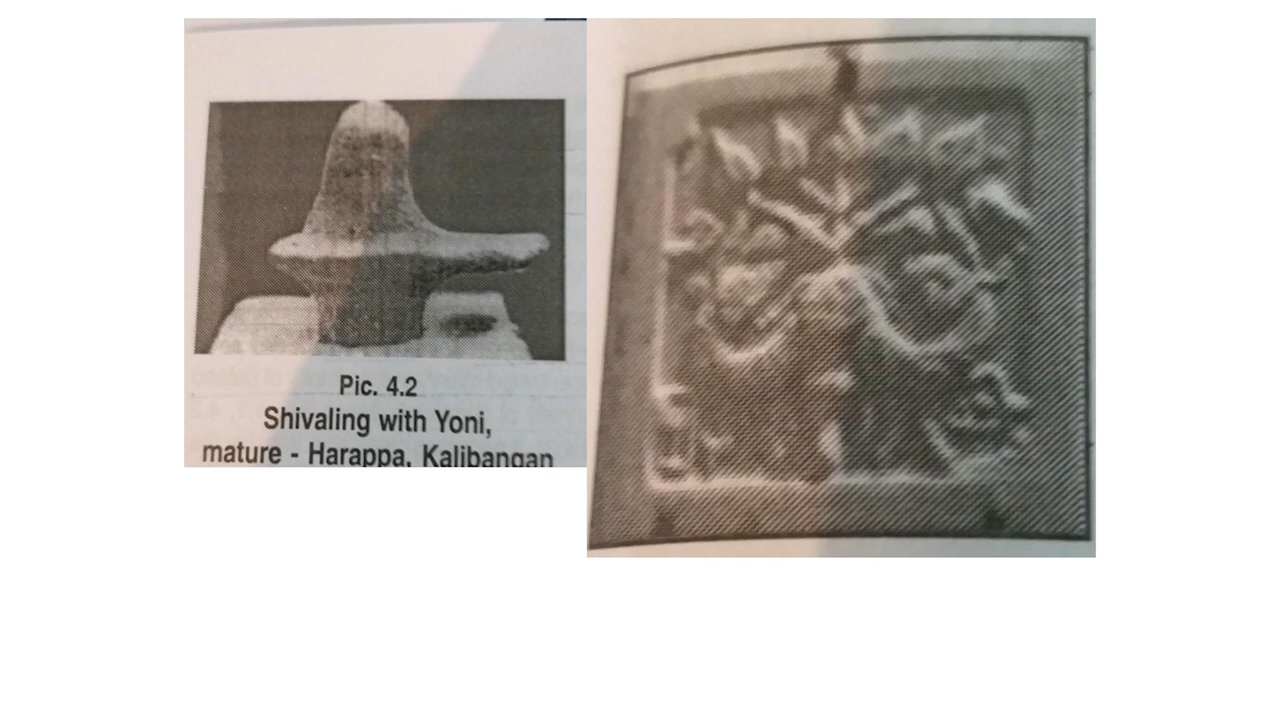 Pic. 4.2
Shivaling with Yoni,
mature - Harappa, Kalibangan